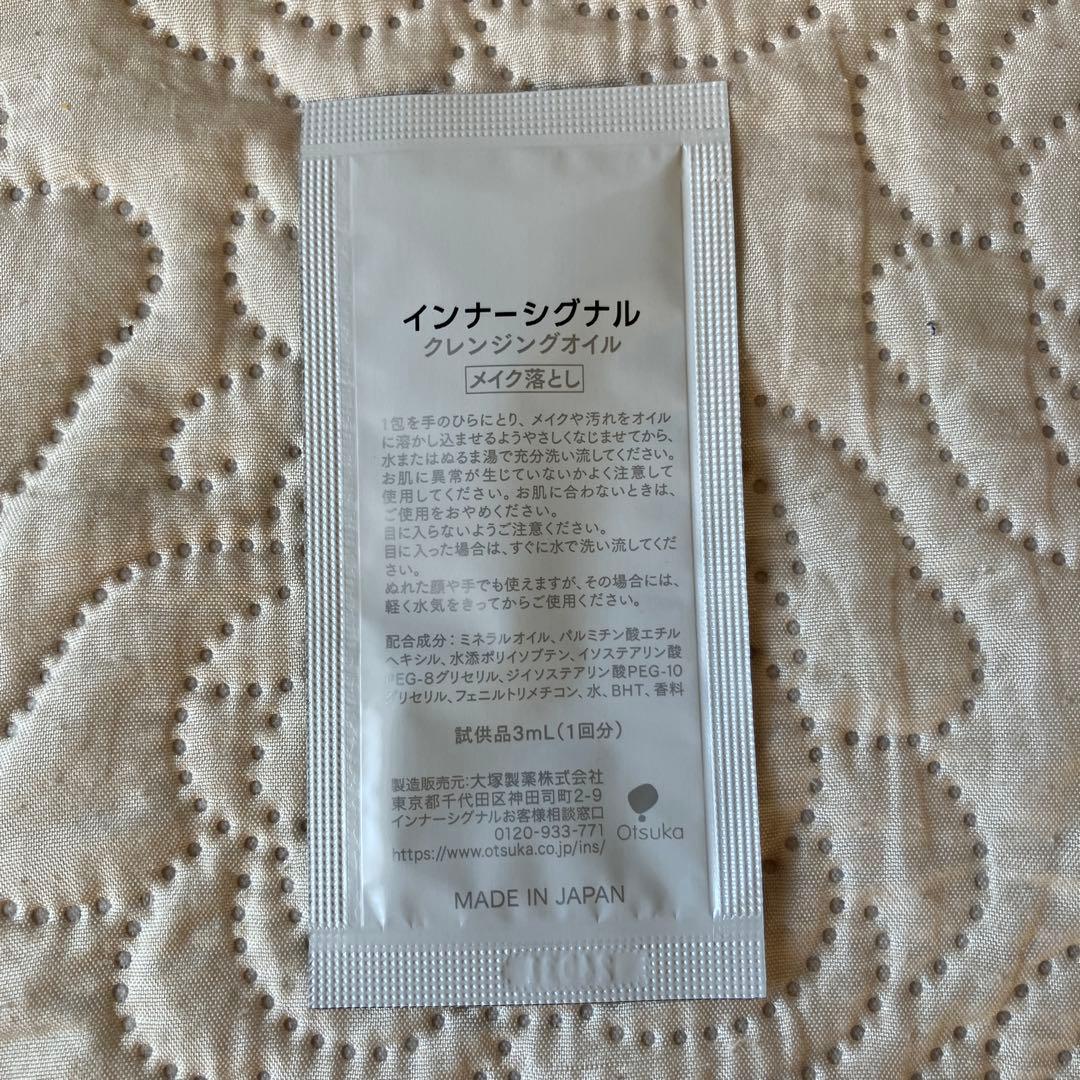 インナーシグナル
クレンジングオイル
メイク落とし
1包を手のひらにとり、メイクや汚れをオイル
に溶かし込ませるようやさしくなじませてから、
水またはぬるま湯で充分洗い流してください。
お肌に異常が生じていないかよく注意して
使用してください。お肌に合わないときは、
ご使用をおやめください。
目に入らないようご注意ください。
目に入った場合は、すぐに水で洗い流してくだ
さい。
ぬれた顔や手でも使えますが、その場合には、
軽く水気をきってからご使用ください。
配合成分：ミネラルオイル、パルミチン酸エチル
ヘキシル、水添ポリイソブテン、イソステアリン酸
PEG-8グリセリル、ジイソステアリン酸PEG-10
グリセリル、フェニルトリメチコン、水、BHT、香料
試供品3mL（1回分）
製造販売元：大塚製薬株式会社
東京都千代田区神田司町2-9
インナーシグナルお客様相談窓口
0120-933-771
https://www.otsuka.co.jp/ins/
Otsuka
MADE IN JAPAN